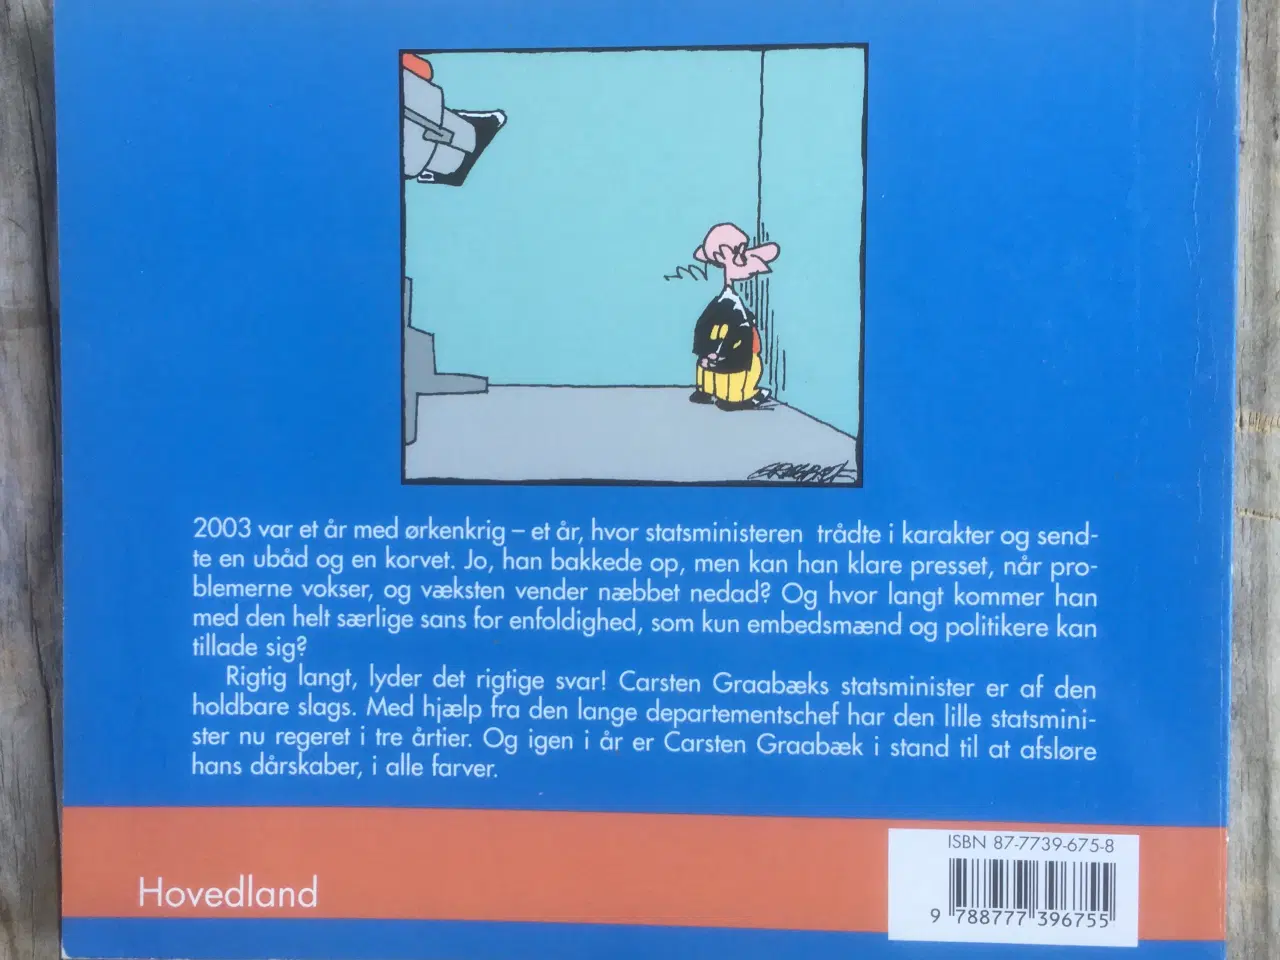 GRAABÆK
2003 var et år med ørkenkrig – et år, hvor statsministeren trådte i karakter og send-
te en ubåd og en korvet. Jo, han bakkede op, men kan han klare presset, når pro-
blemerne vokser, og væksten vender næbbet nedad? Og hvor langt kommer han
med den helt særlige sans for enfoldighed, som kun embedsmænd og politikere kan
tillade sig?
Rigtig langt, lyder det rigtige svar! Carsten Graabæks statsminister er af den
holdbare slags. Med hjælp fra den lange departementschef har den lille statsmini-
ster nu regeret i tre årtier. Og igen i år er Carsten Graabæk i stand til at afsløre
hans dårskaber, i alle farver.
ISBN 87-7739-675-8
Hovedland
9 788777 396755